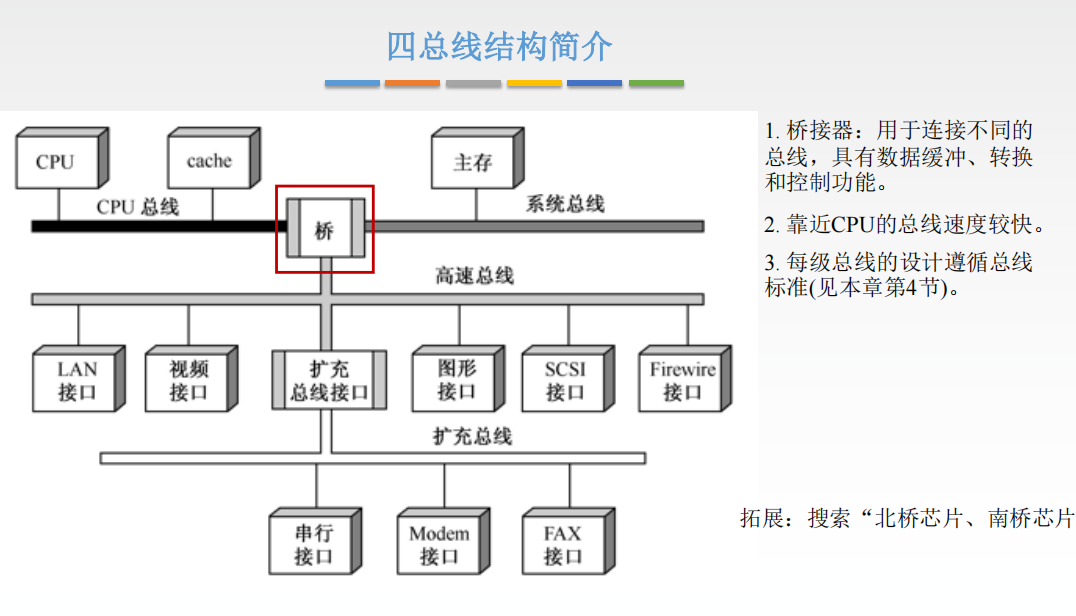 四总线结构简介
CPU
cache
主存
CPU 总线
系统总线
桥
高速总线
LAN
接口
视频
接口
扩充
总线接口
图形
接口
SCSI
接口
Firewire
接口
扩充总线
串行
接口
Modem
接口
FAX
接口
1. 桥接器：用于连接不同的
总线，具有数据缓冲、转换
和控制功能。
2. 靠近CPU的总线速度较快。
3. 每级总线的设计遵循总线
标准(见本章第4节)。
拓展：搜索“北桥芯片、南桥芯片